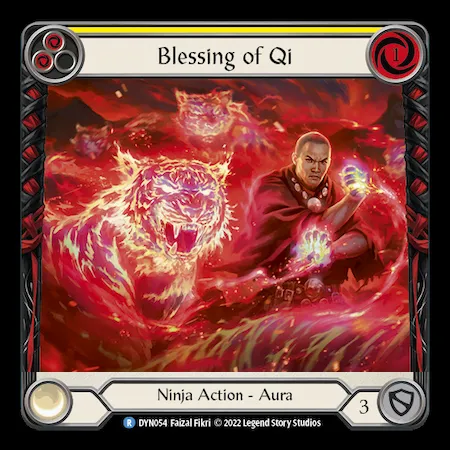 Blessing of Qi
1
Ninja Action - Aura
3
R DYN054 Faizal Fikri © 2022 Legend Story Studios